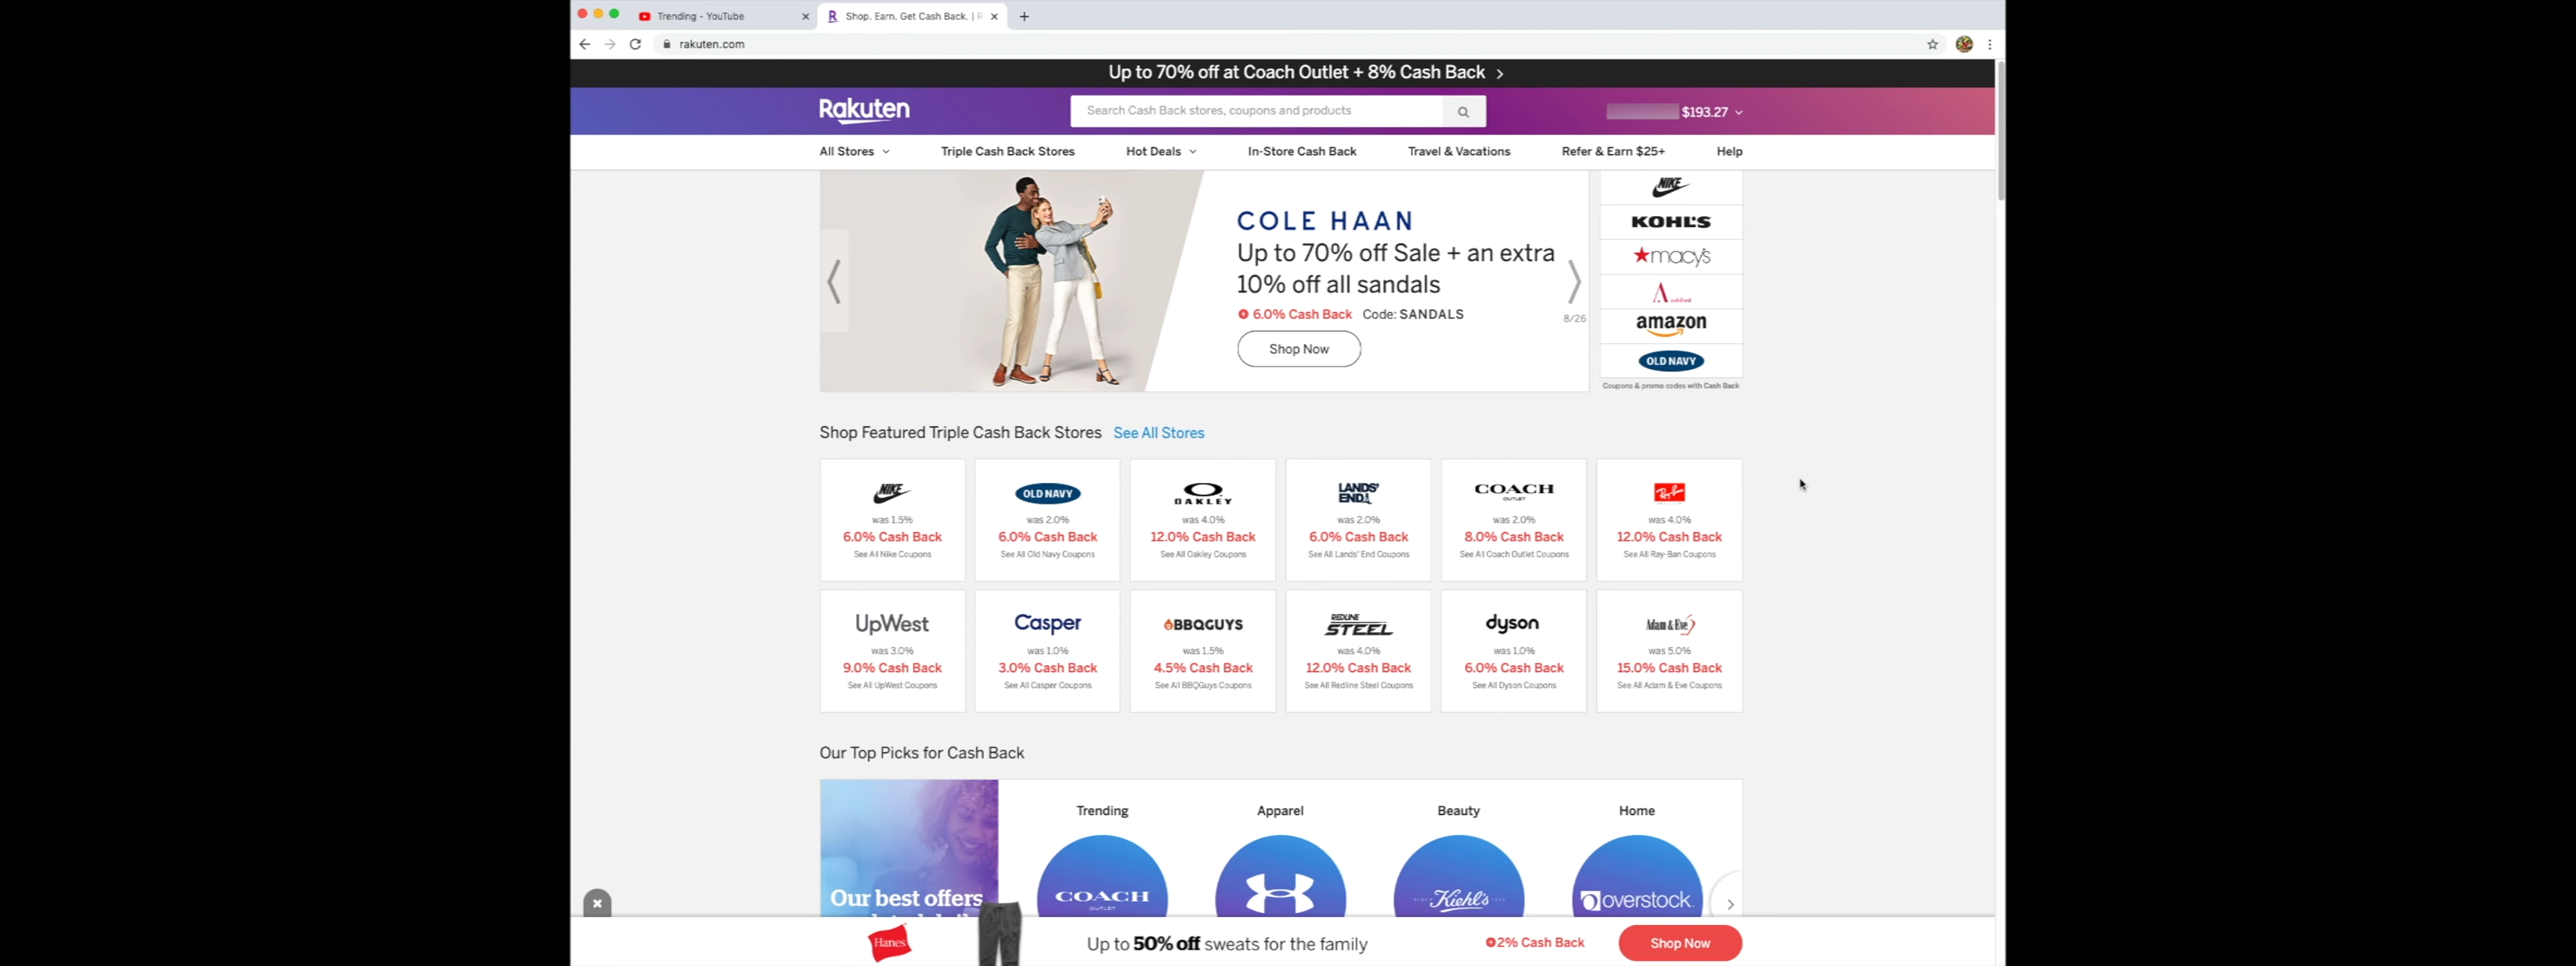 Trending - YouTube
Shop. Earn. Get Cash Back. | R
rakuten.com
Up to 70% off at Coach Outlet + 8% Cash Back
Rakuten
Search Cash Back stores, coupons and products
$193.27
All Stores
Triple Cash Back Stores
Hot Deals
In-Store Cash Back
Travel & Vacations
Refer & Earn $25+
Help
COLE HAAN
Up to 70% off Sale + an extra
10% off all sandals
6.0% Cash Back Code: SANDALS
8/26
Shop Now
NIKE
KOHL'S
macy's
amazon
OLD NAVY
Coupons & promo codes with Cash Back
Shop Featured Triple Cash Back Stores See All Stores
NIKE
was 1.5%
6.0% Cash Back
See All Nike Coupons
OLD NAVY
was 2.0%
6.0% Cash Back
See All Old Navy Coupons
OAKLEY
was 4.0%
12.0% Cash Back
See All Oakley Coupons
LANDS'
END
was 2.0%
6.0% Cash Back
See All Lands' End Coupons
COACH
OUTLET
was 2.0%
8.0% Cash Back
See All Coach Outlet Coupons
Ray-Ban
was 4.0%
12.0% Cash Back
See All Ray-Ban Coupons
UpWest
was 3.0%
9.0% Cash Back
See All UpWest Coupons
Casper
was 1.0%
3.0% Cash Back
See All Casper Coupons
BBQGUYS
was 1.5%
4.5% Cash Back
See All BBQGuys Coupons
REDLINE
STEEL
was 4.0%
12.0% Cash Back
See All Redline Steel Coupons
dyson
was 1.0%
6.0% Cash Back
See All Dyson Coupons
Adam & Eve
was 5.0%
15.0% Cash Back
See All Adam & Eve Coupons
Our Top Picks for Cash Back
Our best offers
Trending
COACH
OUTLET
Apparel
Beauty
Kiehl's
Home
overstock
Hanes
Up to 50% off sweats for the family
2% Cash Back
Shop Now